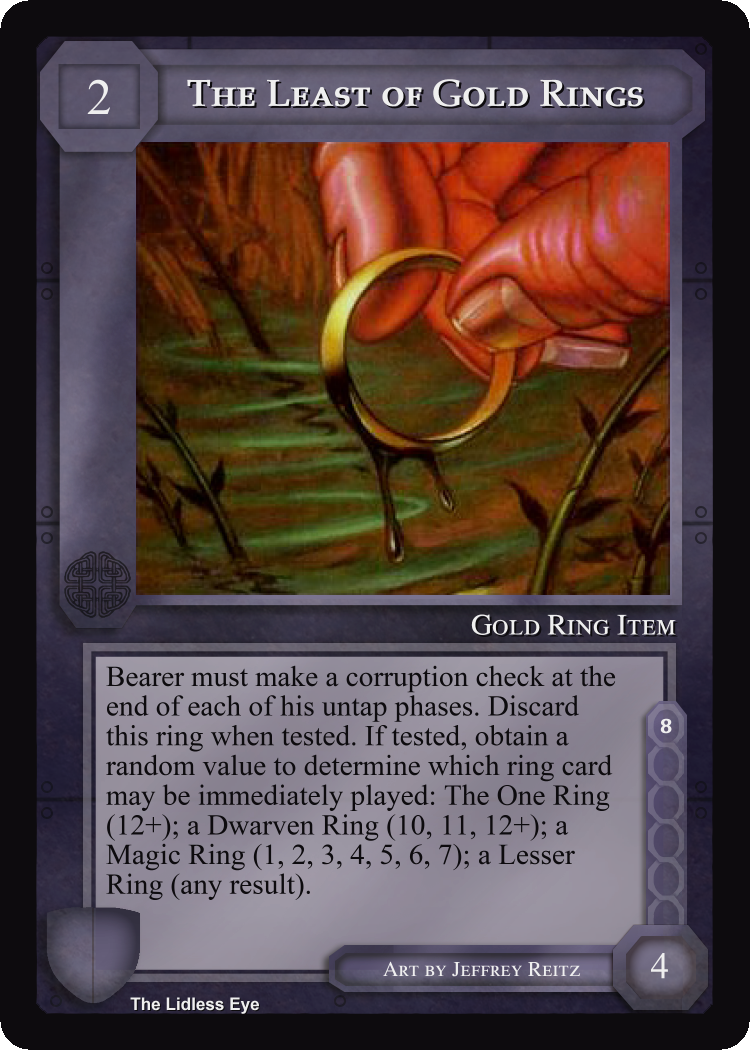 2
The Least of Gold Rings
Gold Ring Item
Bearer must make a corruption check at the
end of each of his untap phases. Discard
this ring when tested. If tested, obtain a
random value to determine which ring card
may be immediately played: The One Ring
(12+); a Dwarven Ring (10, 11, 12+); a
Magic Ring (1, 2, 3, 4, 5, 6, 7); a Lesser
Ring (any result).
8
Art by Jeffrey Reitz
4
The Lidless Eye